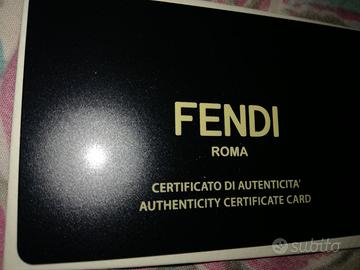 FENDI
ROMA
CERTIFICATO DI AUTENTICITA'
AUTHENTICITY CERTIFICATE CARD
subito